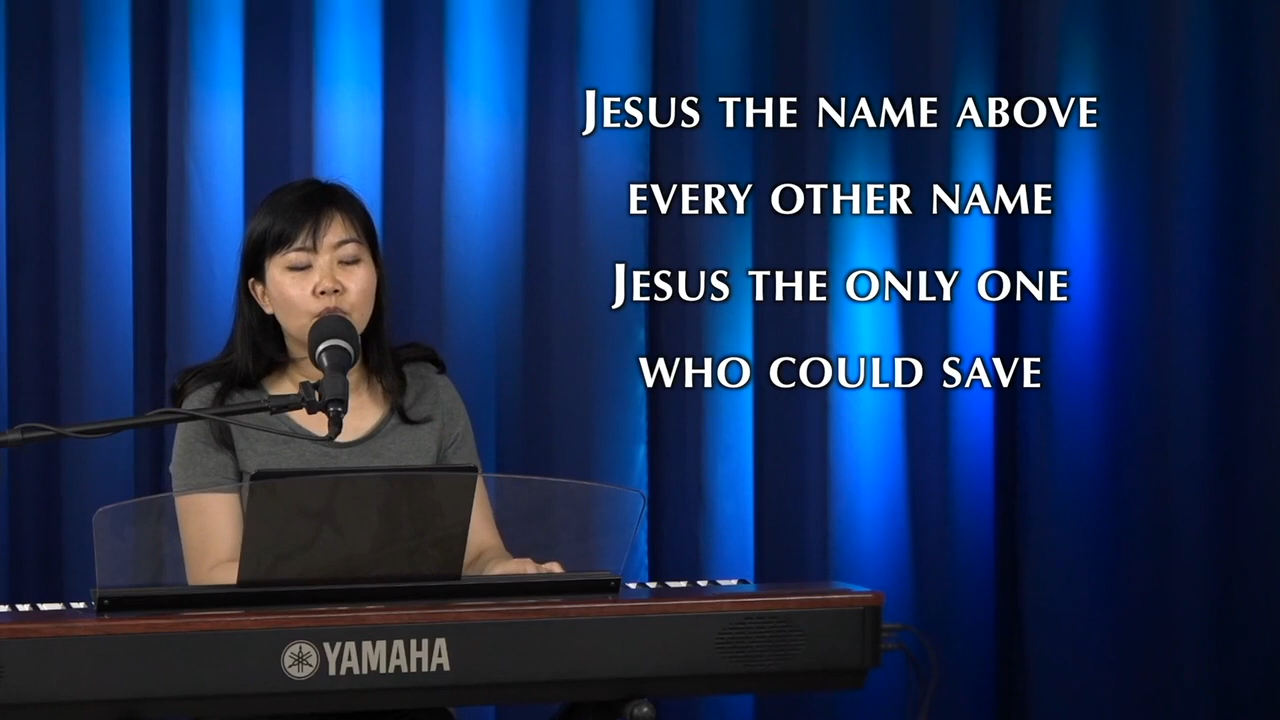 Jesus the name above
every other name
Jesus the only one
who could save
YAMAHA